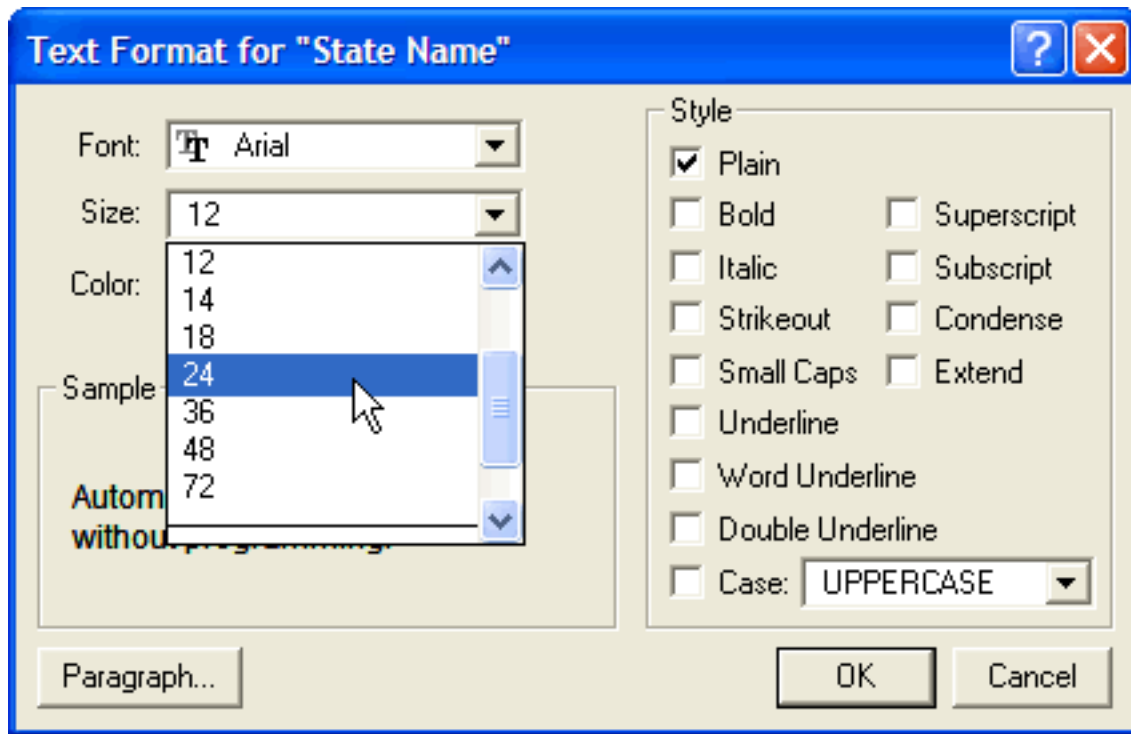 Text Format for "State Name"
Font: Arial
Size: 12
Color:
12
14
18
24
36
48
72
Sample
Autom
without programming.
Style
Plain
Bold
Superscript
Italic
Subscript
Strikeout
Condense
Small Caps
Extend
Underline
Word Underline
Double Underline
Case: UPPERCASE
Paragraph...
OK
Cancel